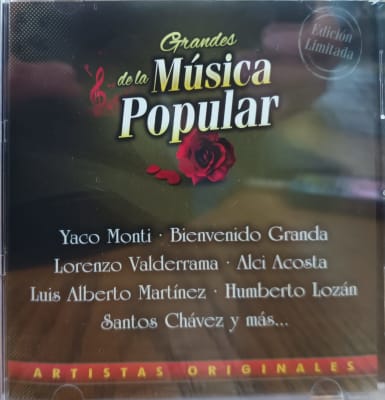 Grandes
de la Música
Popular
Edición
Limitada
Yaco Monti · Bienvenido Granda
Lorenzo Valderrama · Alci Acosta
Luis Alberto Martínez · Humberto Lozán
Santos Chávez y más...
ARTISTAS ORIGINALES